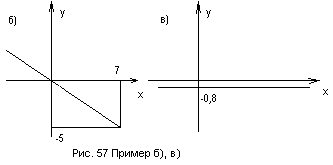 б)
y
7
x
-5
в)
y
x
-0,8
Рис. 57 Пример б), в)